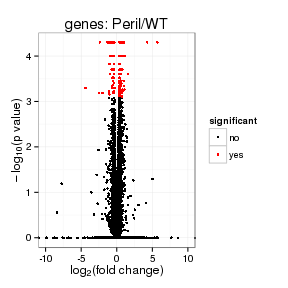 genes: Peril/WT
−log10(p value)
4
3
2
1
0
-10 -5 0 5 10
log2(fold change)
significant
no
yes